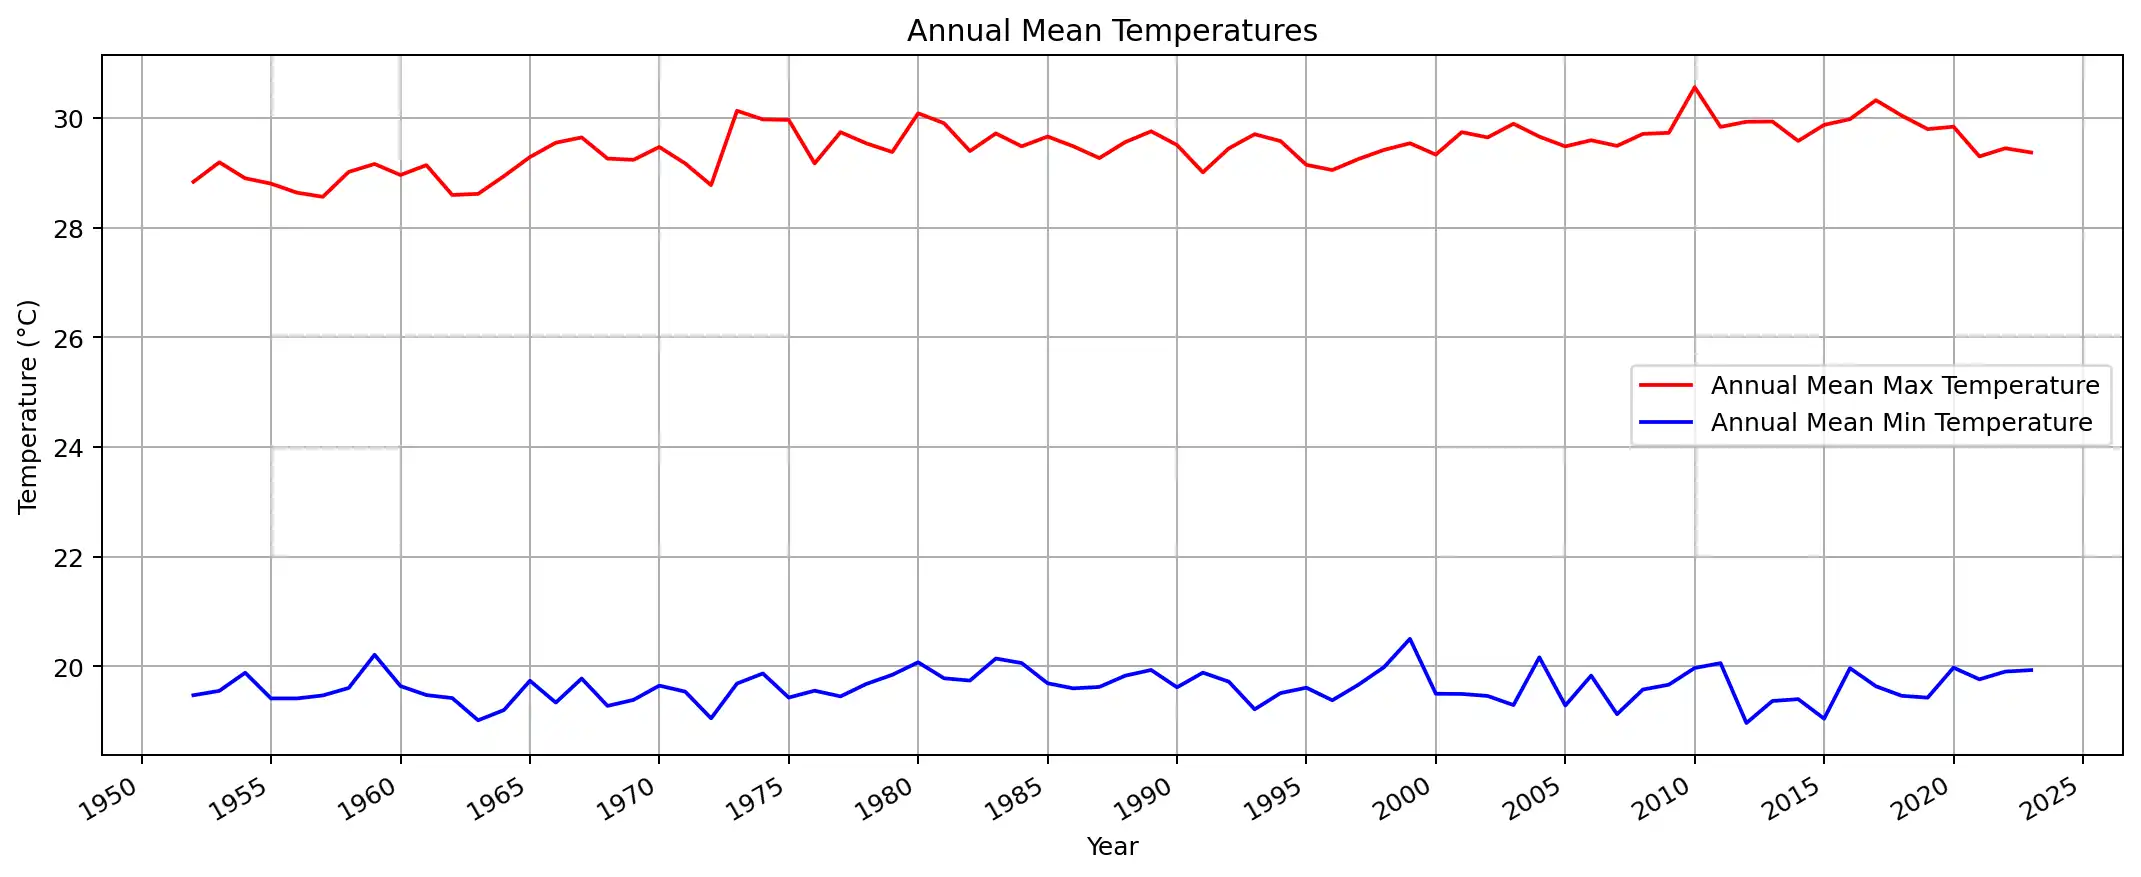 Annual Mean Temperatures
30
28
26
24
22
20
Temperature (°C)
Annual Mean Max Temperature
Annual Mean Min Temperature
1950 1955 1960 1965 1970 1975 1980 1985 1990 1995 2000 2005 2010 2015 2020 2025
Year